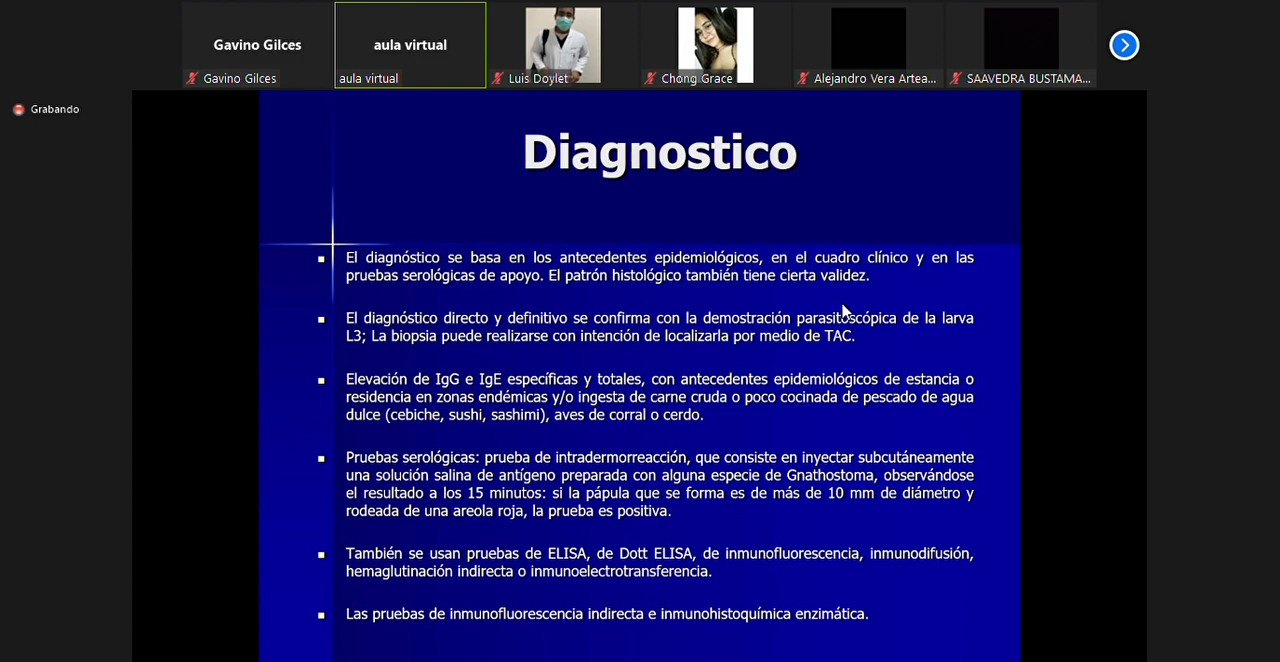 Gavino Gilces
aula virtual
Gavino Gilces
aula virtual
Luis Doylet
Chong Grace
Alejandro Vera Artea...
SAAVEDRA BUSTAMA...
Grabando
Diagnostico
El diagnóstico se basa en los antecedentes epidemiológicos, en el cuadro clínico y en las
pruebas serológicas de apoyo. El patrón histológico también tiene cierta validez.
El diagnóstico directo y definitivo se confirma con la demostración parasitoscópica de la larva
L3; La biopsia puede realizarse con intención de localizarla por medio de TAC.
Elevación de IgG e IgE específicas y totales, con antecedentes epidemiológicos de estancia o
residencia en zonas endémicas y/o ingesta de carne cruda o poco cocinada de pescado de agua
dulce (cebiche, sushi, sashimi), aves de corral o cerdo.
Pruebas serológicas: prueba de intradermorreacción, que consiste en inyectar subcutáneamente
una solución salina de antígeno preparada con alguna especie de Gnathostoma, observándose
el resultado a los 15 minutos: si la pápula que se forma es de más de 10 mm de diámetro y
rodeada de una areola roja, la prueba es positiva.
También se usan pruebas de ELISA, de Dott ELISA, de inmunofluorescencia, inmunodifusión,
hemaglutinación indirecta o inmunoelectrotransferencia.
Las pruebas de inmunofluorescencia indirecta e inmunohistoquímica enzimática.